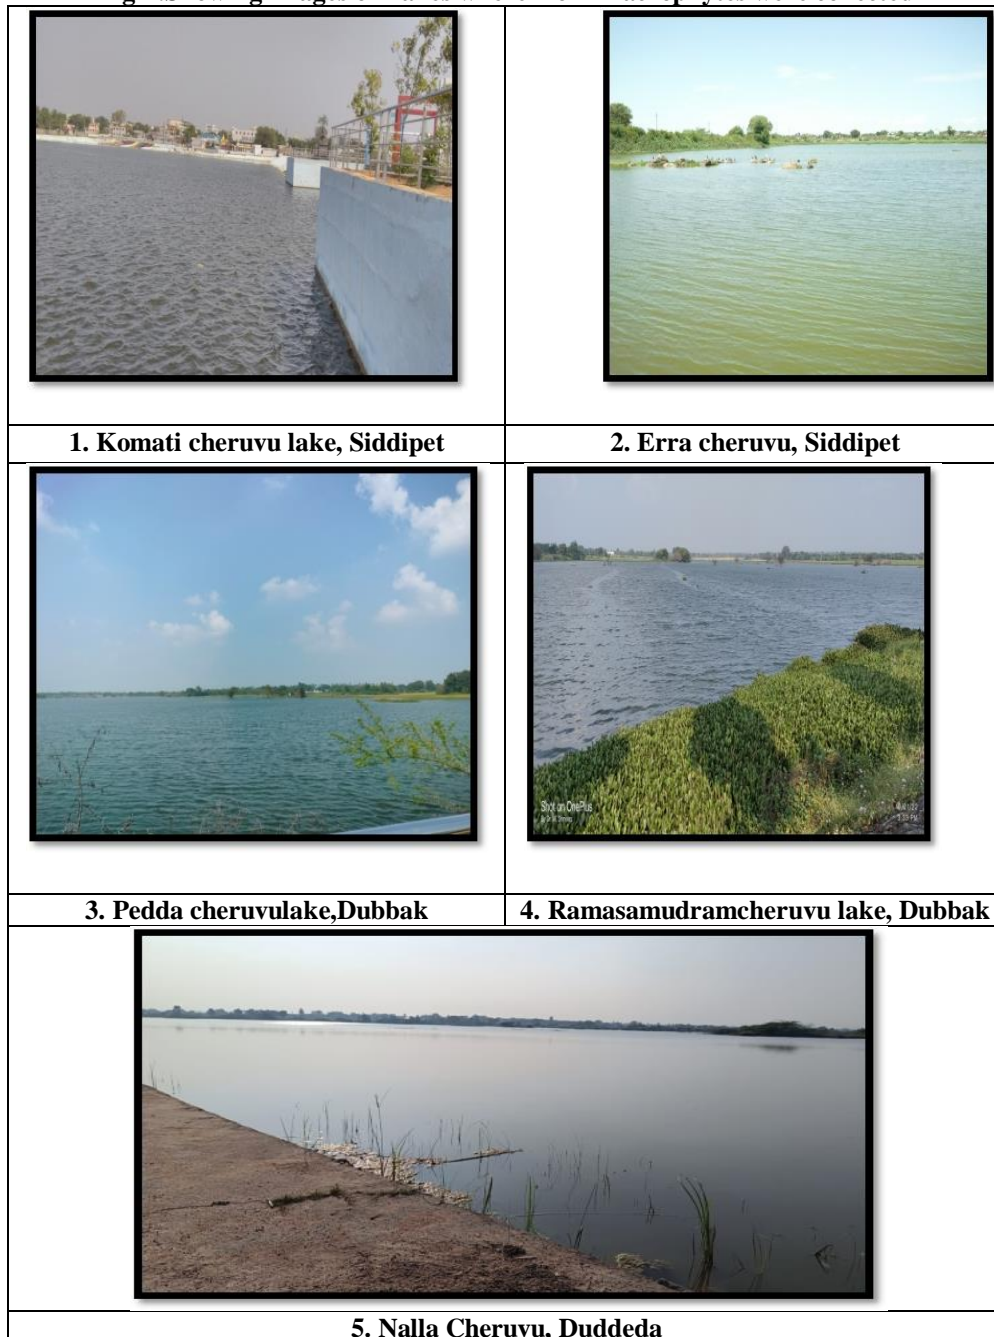 1. Komati cheruvu lake, Siddipet
2. Erra cheruvu, Siddipet
Shot on OnePlus
3. Pedda cheruvulake,Dubbak
4. Ramasamudramcheruvu lake, Dubbak
5. Nalla Cheruvu, Duddeda